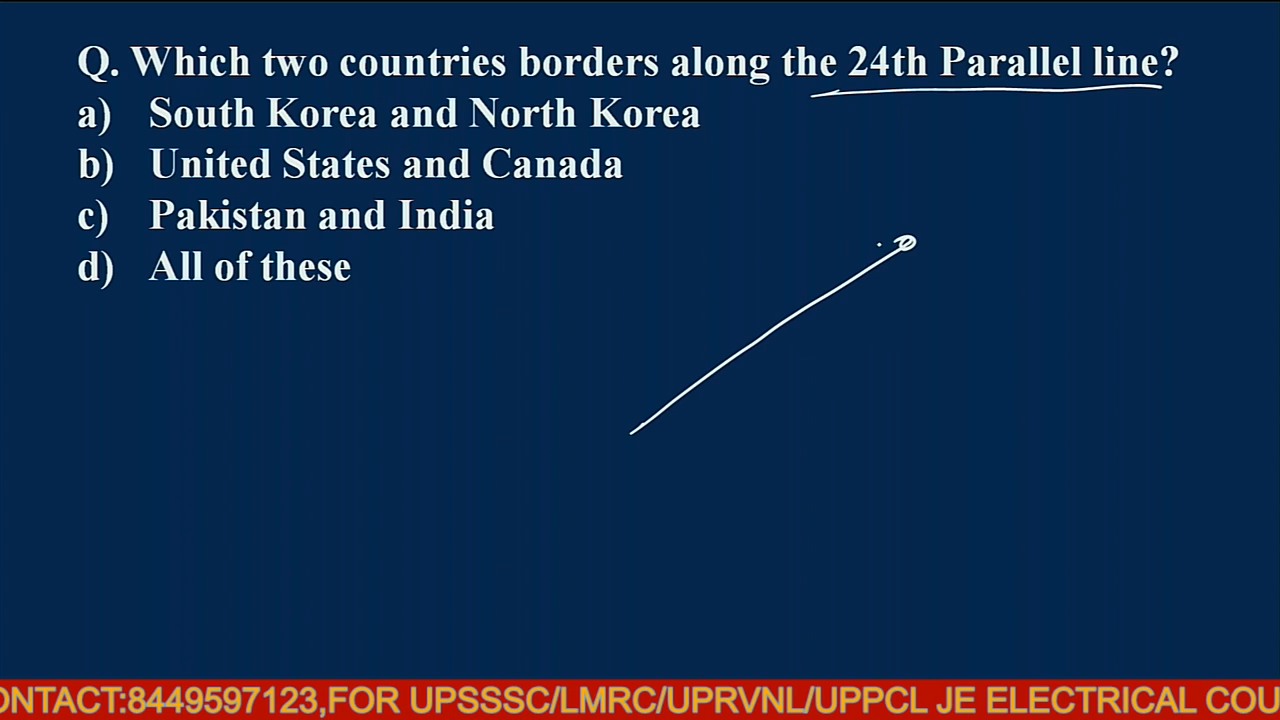 Q. Which two countries borders along the 24th Parallel line?
a) South Korea and North Korea
b) United States and Canada
c) Pakistan and India
d) All of these
ONTACT:8449597123,FOR UPSSSC/LMRC/UPRVNL/UPPCL JE ELECTRICAL COU